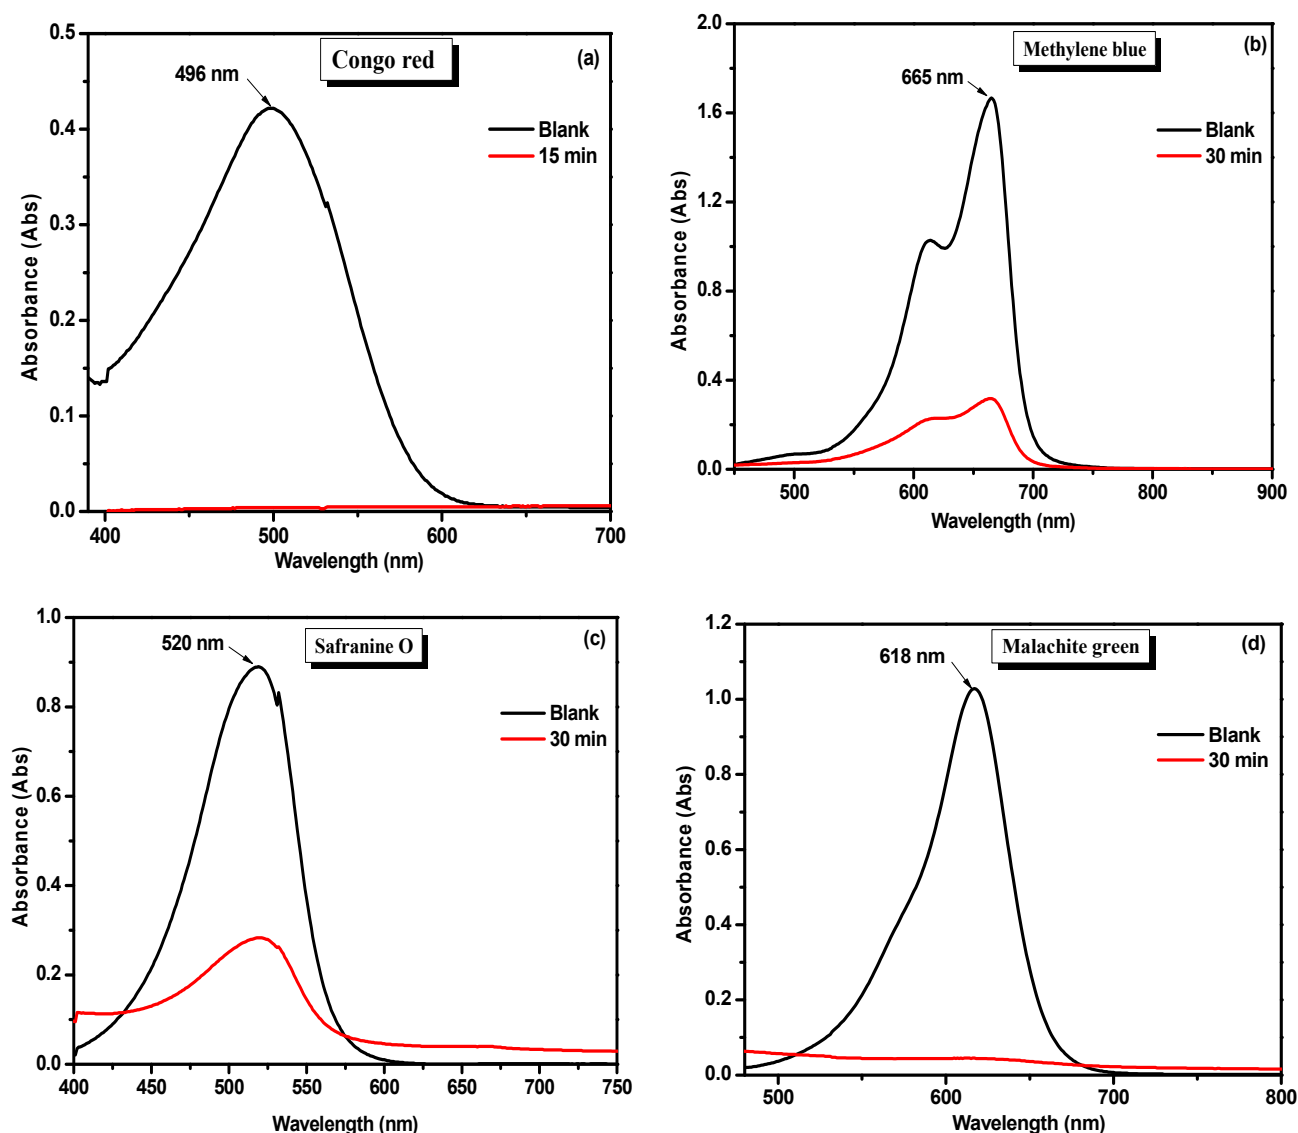 Congo red
(a)
496 nm
Blank
15 min
0.5
0.4
0.3
0.2
0.1
0.0
Absorbance (Abs)
400
500
600
700
Wavelength (nm)
Methylene blue
(b)
665 nm
Blank
30 min
2.0
1.6
1.2
0.8
0.4
0.0
Absorbance (Abs)
500
600
700
800
900
Wavelength (nm)
Safranine O
(c)
520 nm
Blank
30 min
1.0
0.8
0.6
0.4
0.2
0.0
Absorbance (Abs)
400
450
500
550
600
650
700
750
Wavelength (nm)
Malachite green
(d)
618 nm
Blank
30 min
1.2
1.0
0.8
0.6
0.4
0.2
0.0
Absorbance (Abs)
500
600
700
800
Wavelength (nm)